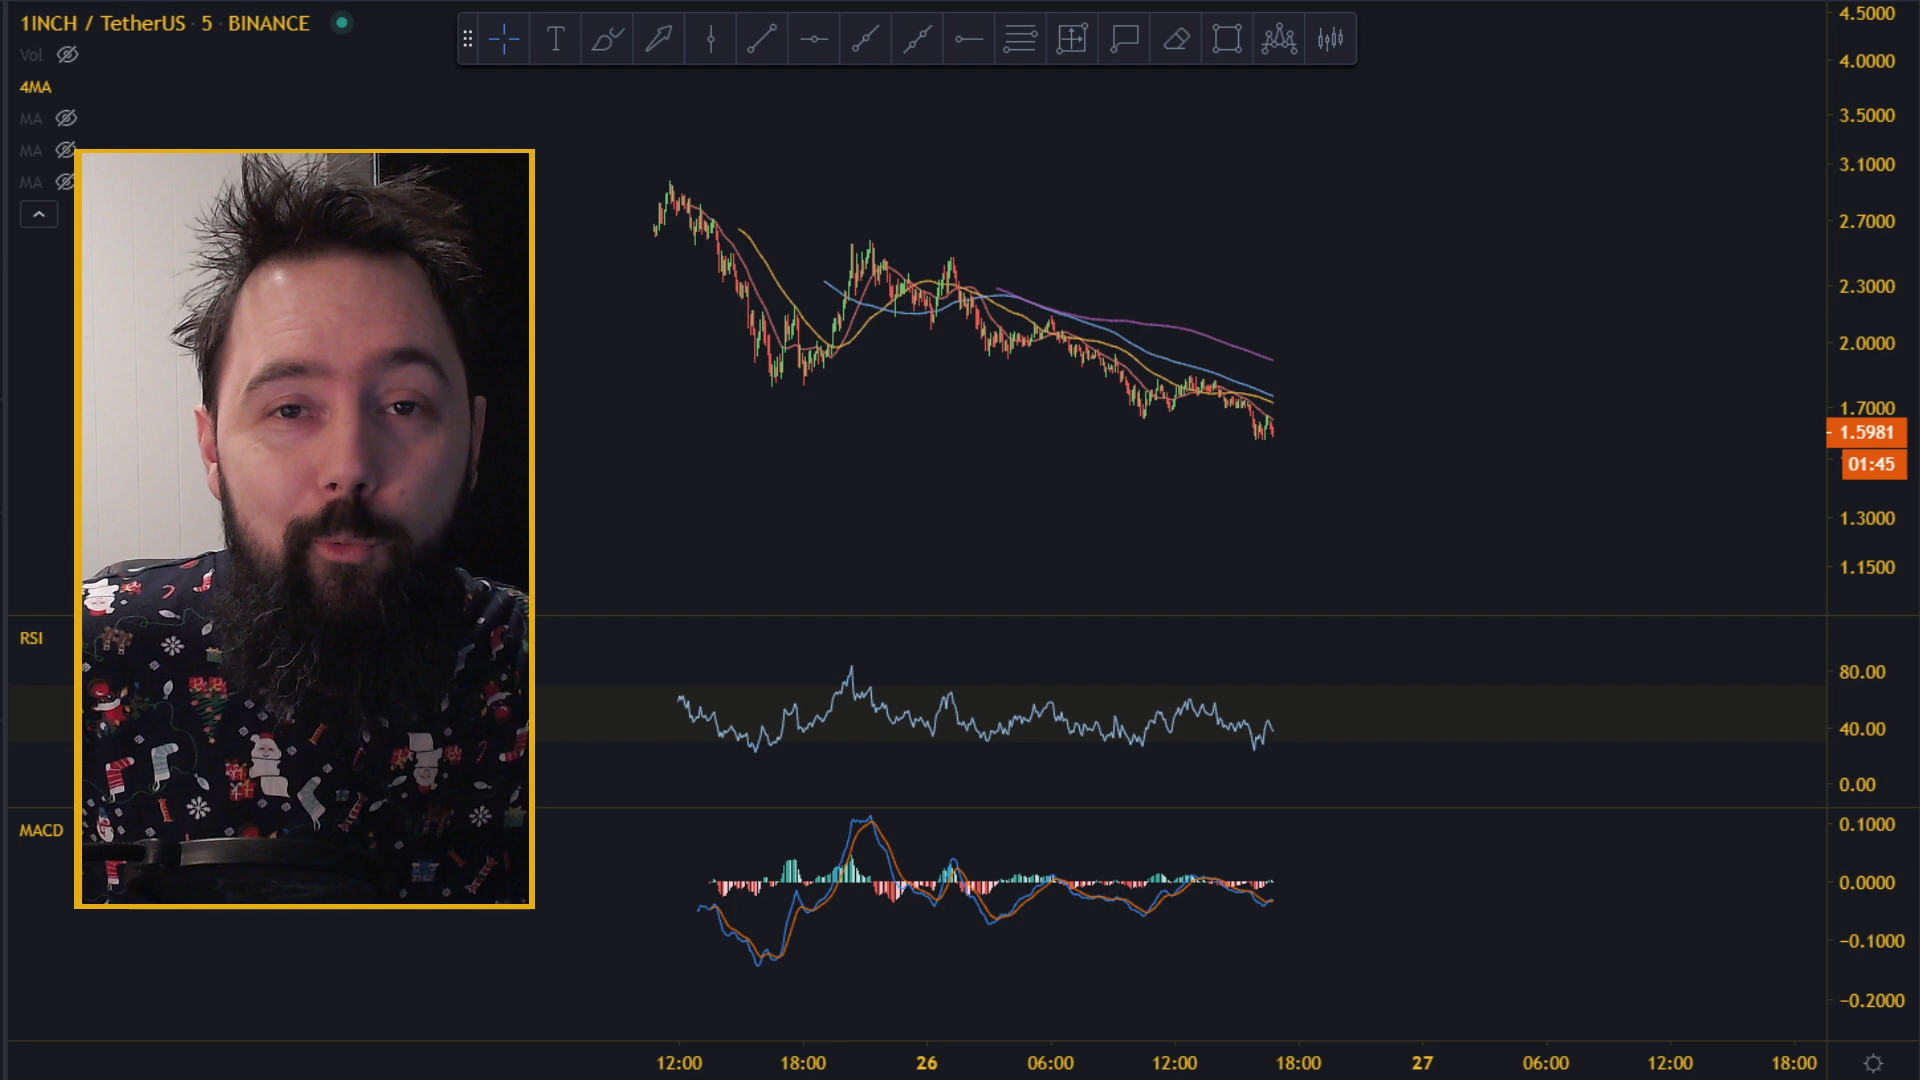 1INCH / TetherUS · 5 · BINANCE
Vol
4MA
MA
MA
MA
T
4.5000
4.0000
3.5000
3.1000
2.7000
2.3000
2.0000
1.7000
1.5981
01:45
1.3000
1.1500
RSI
80.00
40.00
0.00
MACD
0.1000
0.0000
−0.1000
−0.2000
12:00 18:00 26 06:00 12:00 18:00 27 06:00 12:00 18:00